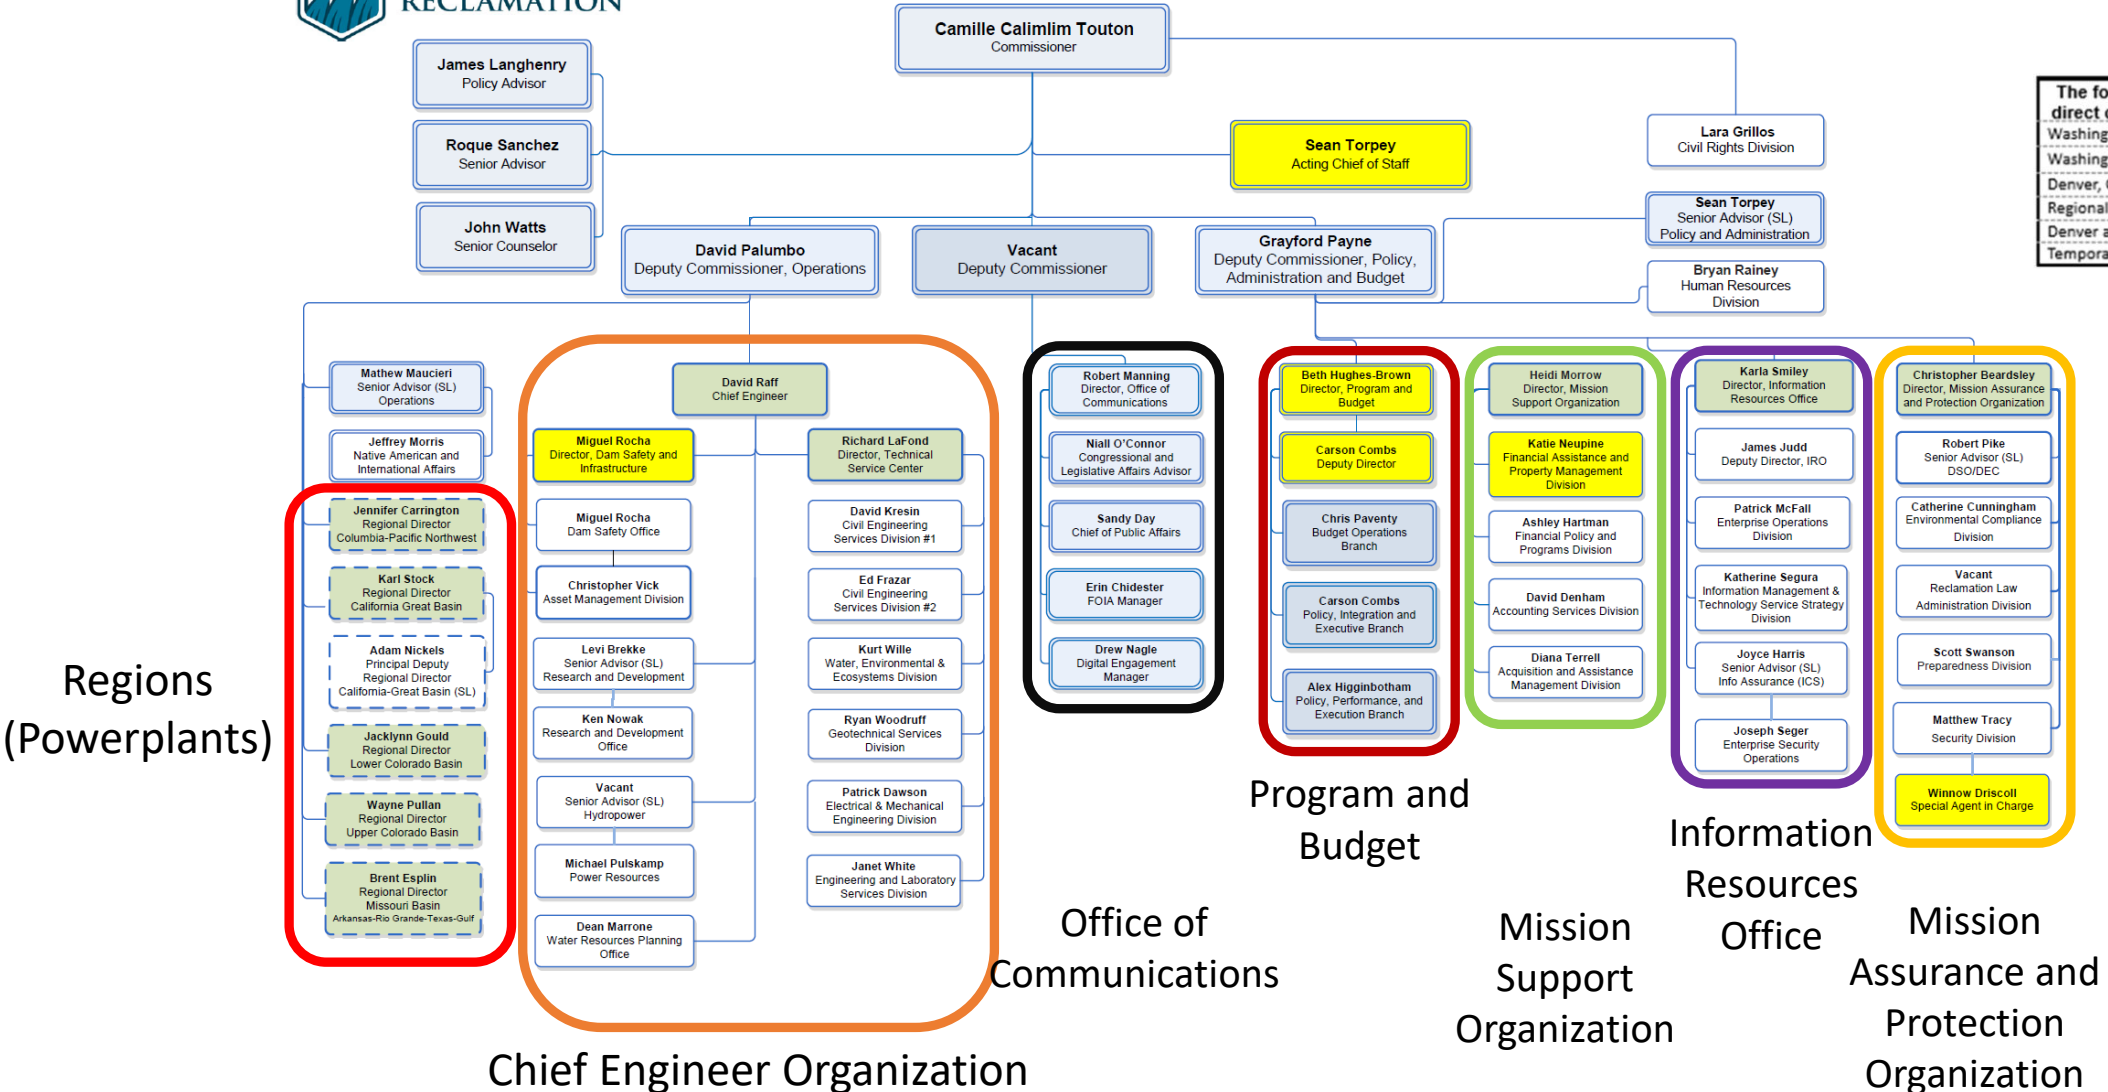 RECLAMATION
Camille Calimlim Touton
Commissioner
James Langhenry
Policy Advisor
Roque Sanchez
Senior Advisor
John Watts
Senior Counselor
Sean Torpey
Acting Chief of Staff
Lara Grillos
Civil Rights Division
Sean Torpey
Senior Advisor (SL)
Policy and Administration
Bryan Rainey
Human Resources
Division
The fo
direct
Washing
Washing
Denver,
Regional
Denver a
Tempora
David Palumbo
Deputy Commissioner, Operations
Vacant
Deputy Commissioner
Grayford Payne
Deputy Commissioner, Policy,
Administration and Budget
Mathew Maucieri
Senior Advisor (SL)
Operations
Jeffrey Morris
Native American and
International Affairs
Jennifer Carrington
Regional Director
Columbia-Pacific Northwest
Karl Stock
Regional Director
California Great Basin
Adam Nickels
Principal Deputy
Regional Director
California-Great Basin (SL)
Jacklynn Gould
Regional Director
Lower Colorado Basin
Wayne Pullan
Regional Director
Upper Colorado Basin
Brent Esplin
Regional Director
Missouri Basin
Arkansas-Rio Grande-Texas-Gulf
Regions
(Powerplants)
David Raff
Chief Engineer
Miguel Rocha
Director, Dam Safety and
Infrastructure
Miguel Rocha
Dam Safety Office
Christopher Vick
Asset Management Division
Levi Brekke
Senior Advisor (SL)
Research and Development
Ken Nowak
Research and Development
Office
Vacant
Senior Advisor (SL)
Hydropower
Michael Pulskamp
Power Resources
Dean Marrone
Water Resources Planning
Office
Richard LaFond
Director, Technical
Service Center
David Kresin
Civil Engineering
Services Division #1
Ed Frazar
Civil Engineering
Services Division #2
Kurt Wille
Water, Environmental &
Ecosystems Division
Ryan Woodruff
Geotechnical Services
Division
Patrick Dawson
Electrical & Mechanical
Engineering Division
Janet White
Engineering and Laboratory
Services Division
Chief Engineer Organization
Robert Manning
Director, Office of
Communications
Niall O'Connor
Congressional and
Legislative Affairs Advisor
Sandy Day
Chief of Public Affairs
Erin Chidester
FOIA Manager
Drew Nagle
Digital Engagement
Manager
Office of
Communications
Beth Hughes-Brown
Director, Program and
Budget
Carson Combs
Deputy Director
Chris Paventy
Budget Operations
Branch
Carson Combs
Policy, Integration and
Executive Branch
Alex Higginbotham
Policy, Performance, and
Execution Branch
Program and
Budget
Heidi Morrow
Director, Mission
Support Organization
Katie Neupine
Financial Assistance and
Property Management
Division
Ashley Hartman
Financial Policy and
Programs Division
David Denham
Accounting Services Division
Diana Terrell
Acquisition and Assistance
Management Division
Mission
Support
Organization
Karla Smiley
Director, Information
Resources Office
James Judd
Deputy Director, IRO
Patrick McFall
Enterprise Operations
Division
Katherine Segura
Information Management &
Technology Service Strategy
Division
Joyce Harris
Senior Advisor (SL)
Info Assurance (ICS)
Joseph Seger
Enterprise Security
Operations
Information
Resources
Office
Christopher Beardsley
Director, Mission Assurance
and Protection Organization
Robert Pike
Senior Advisor (SL)
DSO/DEC
Catherine Cunningham
Environmental Compliance
Division
Vacant
Reclamation Law
Administration Division
Scott Swanson
Preparedness Division
Matthew Tracy
Security Division
Winnow Driscoll
Special Agent in Charge
Mission
Assurance and
Protection
Organization